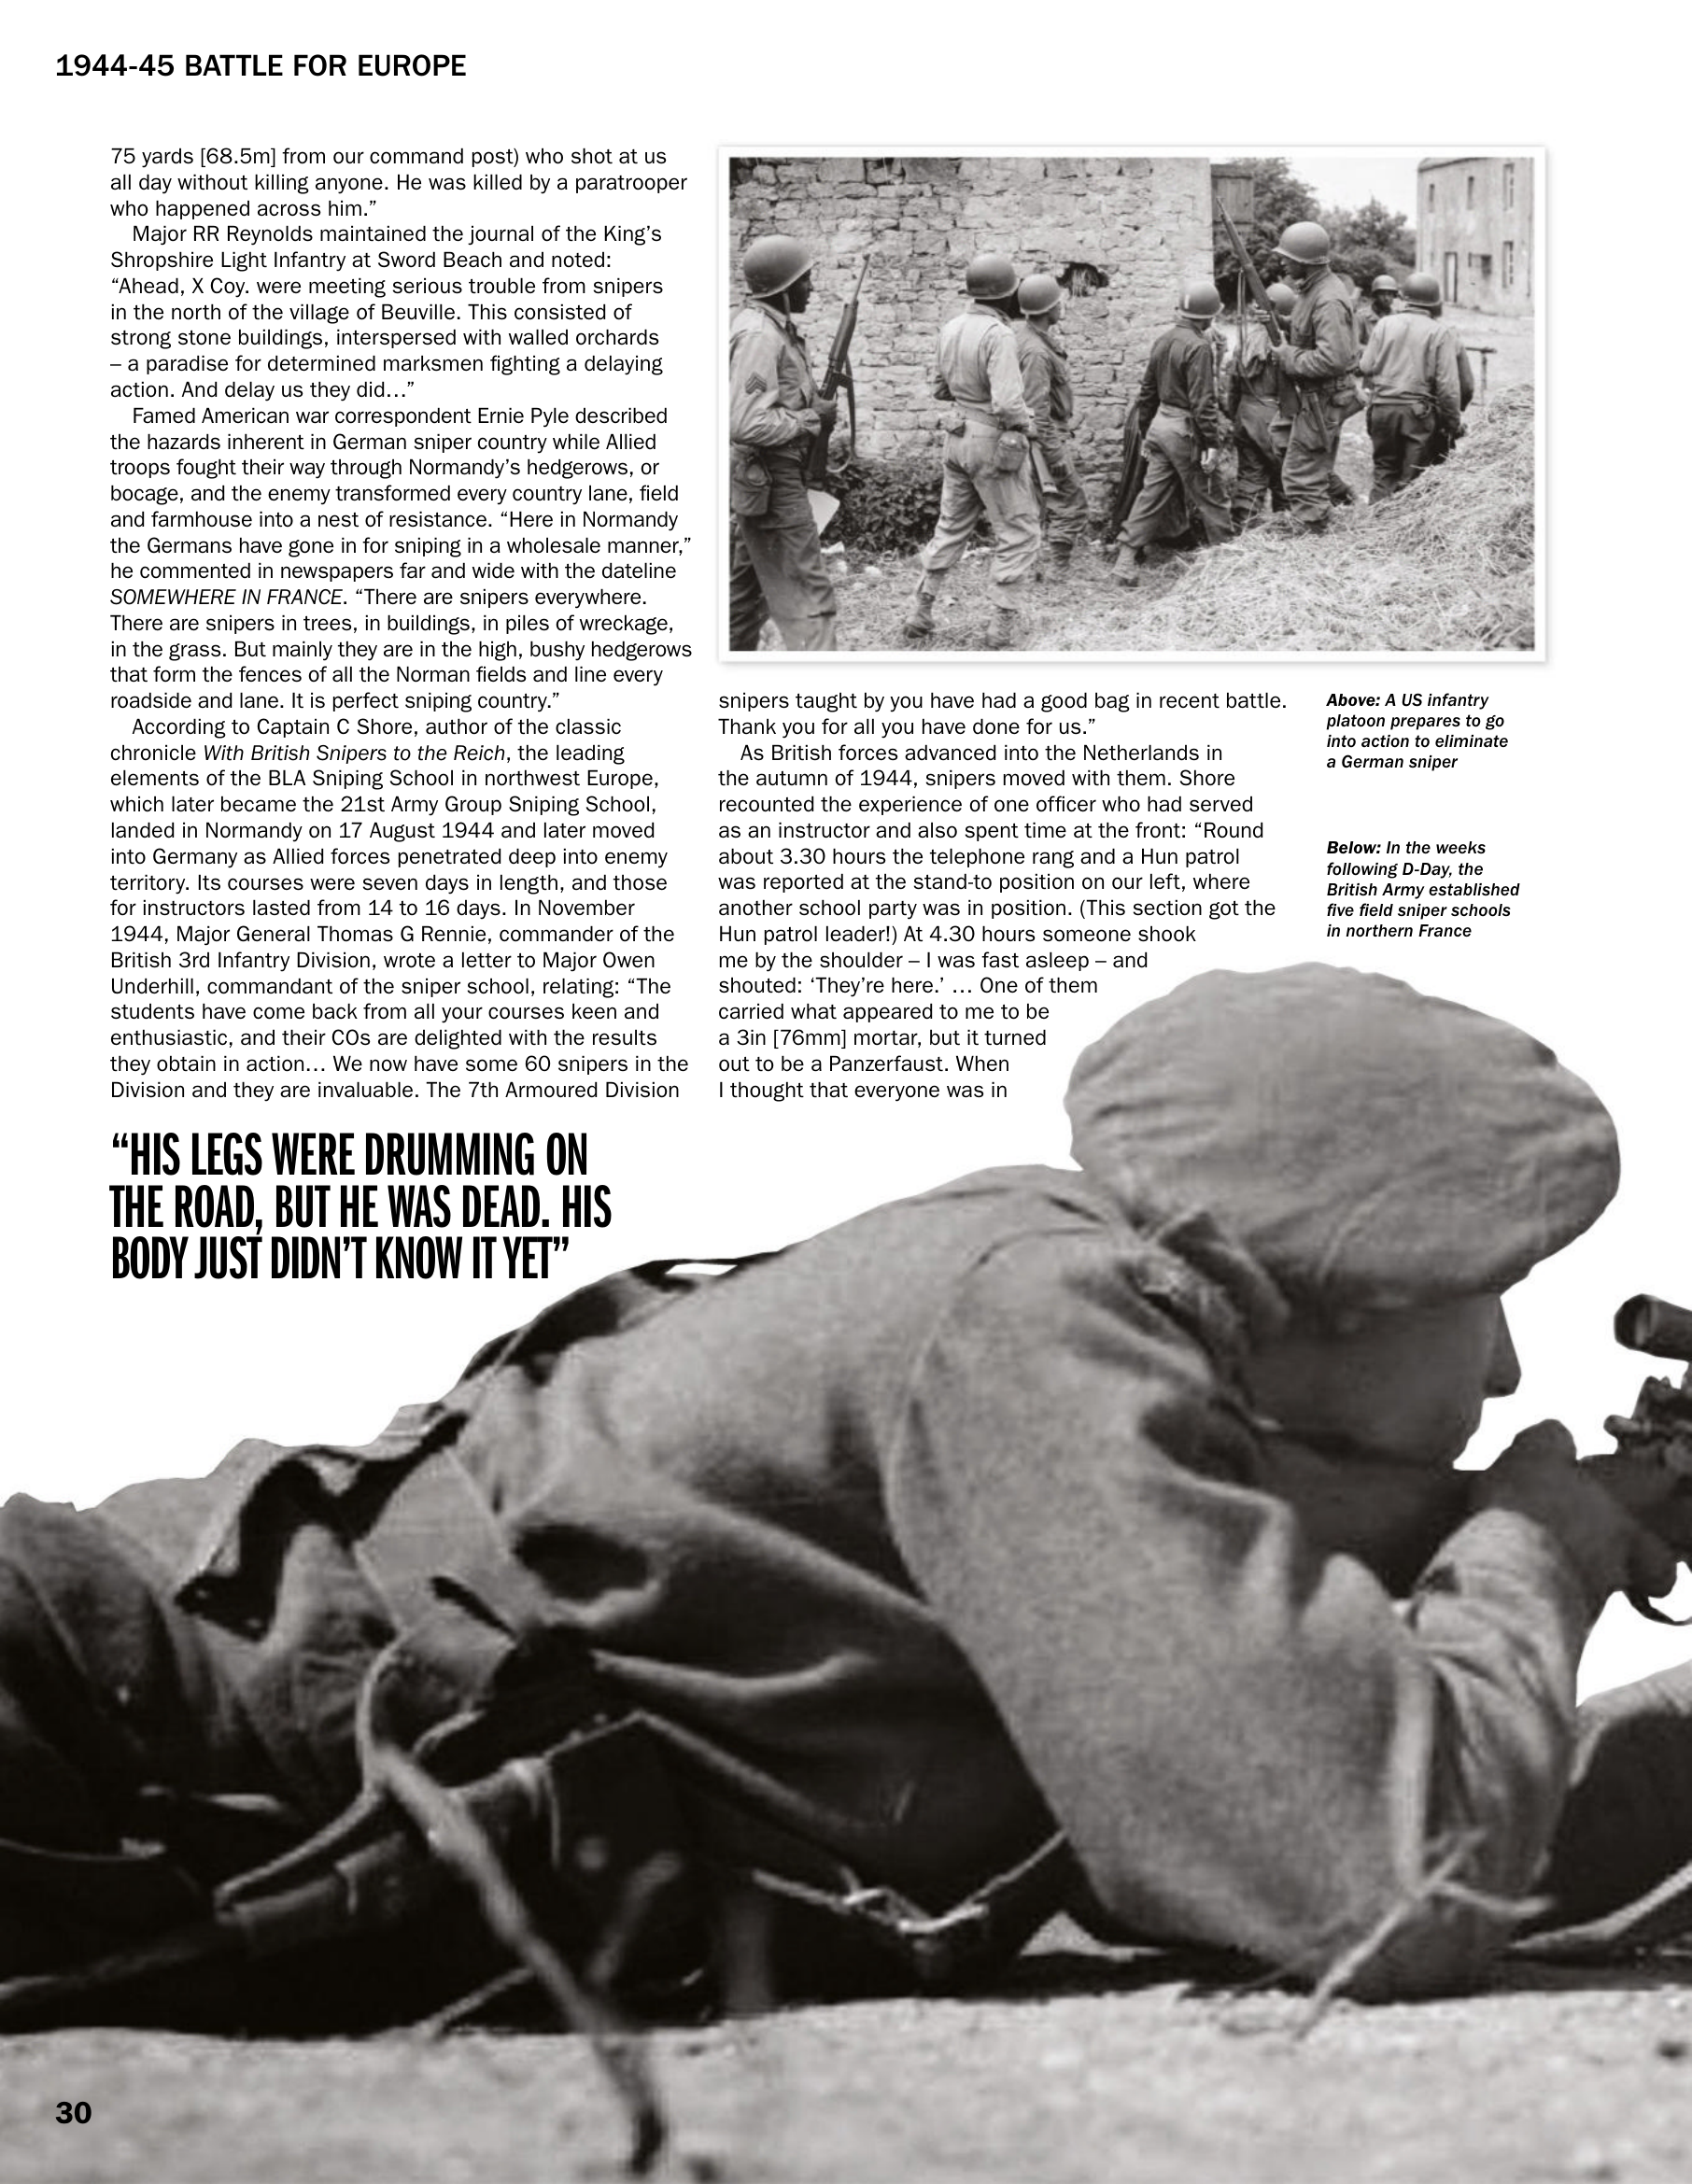 1944-45 BATTLE FOR EUROPE
75 yards [68.5m] from our command post) who shot at us
all day without killing anyone. He was killed by a paratrooper
who happened across him.”
Major RR Reynolds maintained the journal of the King’s
Shropshire Light Infantry at Sword Beach and noted:
“Ahead, X Coy. were meeting serious trouble from snipers
in the north of the village of Beuville. This consisted of
strong stone buildings, interspersed with walled orchards
– a paradise for determined marksmen fighting a delaying
action. And delay us they did…”
Famed American war correspondent Ernie Pyle described
the hazards inherent in German sniper country while Allied
troops fought their way through Normandy’s hedgerows, or
bocage, and the enemy transformed every country lane, field
and farmhouse into a nest of resistance. “Here in Normandy
the Germans have gone in for sniping in a wholesale manner,”
he commented in newspapers far and wide with the dateline
SOMEWHERE IN FRANCE. “There are snipers everywhere.
There are snipers in trees, in buildings, in piles of wreckage,
in the grass. But mainly they are in the high, bushy hedgerows
that form the fences of all the Norman fields and line every
roadside and lane. It is perfect sniping country.”
According to Captain C Shore, author of the classic
chronicle With British Snipers to the Reich, the leading
elements of the BLA Sniping School in northwest Europe,
which later became the 21st Army Group Sniping School,
landed in Normandy on 17 August 1944 and later moved
into Germany as Allied forces penetrated deep into enemy
territory. Its courses were seven days in length, and those
for instructors lasted from 14 to 16 days. In November
1944, Major General Thomas G Rennie, commander of the
British 3rd Infantry Division, wrote a letter to Major Owen
Underhill, commandant of the sniper school, relating: “The
students have come back from all your courses keen and
enthusiastic, and their COs are delighted with the results
they obtain in action… We now have some 60 snipers in the
Division and they are invaluable. The 7th Armoured Division
snipers taught by you have had a good bag in recent battle.
Thank you for all you have done for us.”
As British forces advanced into the Netherlands in
the autumn of 1944, snipers moved with them. Shore
recounted the experience of one officer who had served
as an instructor and also spent time at the front: “Round
about 3.30 hours the telephone rang and a Hun patrol
was reported at the stand-to position on our left, where
another school party was in position. (This section got the
Hun patrol leader!) At 4.30 hours someone shook
me by the shoulder – I was fast asleep – and
shouted: ‘They’re here.’ … One of them
carried what appeared to me to be
a 3in [76mm] mortar, but it turned
out to be a Panzerfaust. When
I thought that everyone was in
Above: A US infantry
platoon prepares to go
into action to eliminate
a German sniper
Below: In the weeks
following D-Day, the
British Army established
five field sniper schools
in northern France
“HIS LEGS WERE DRUMMING ON
THE ROAD, BUT HE WAS DEAD. HIS
BODY JUST DIDN’T KNOW IT YET”
30